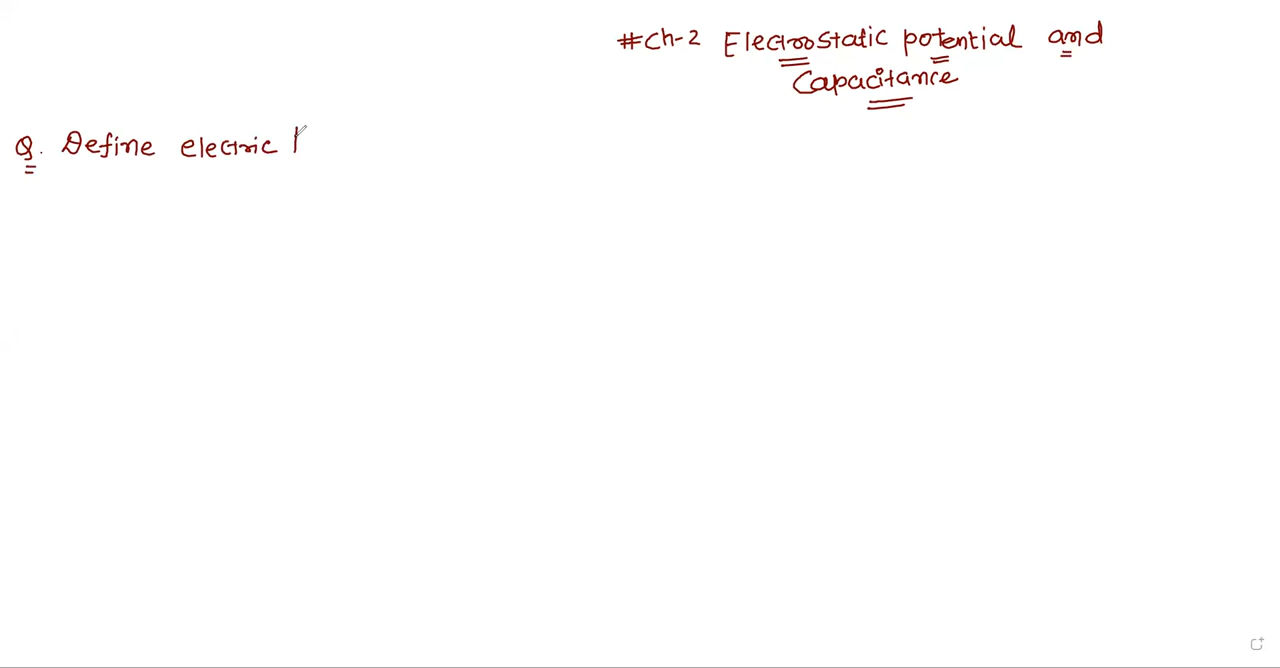 #Ch-2 Electrostatic potential and
Capacitance
Q. Define electric